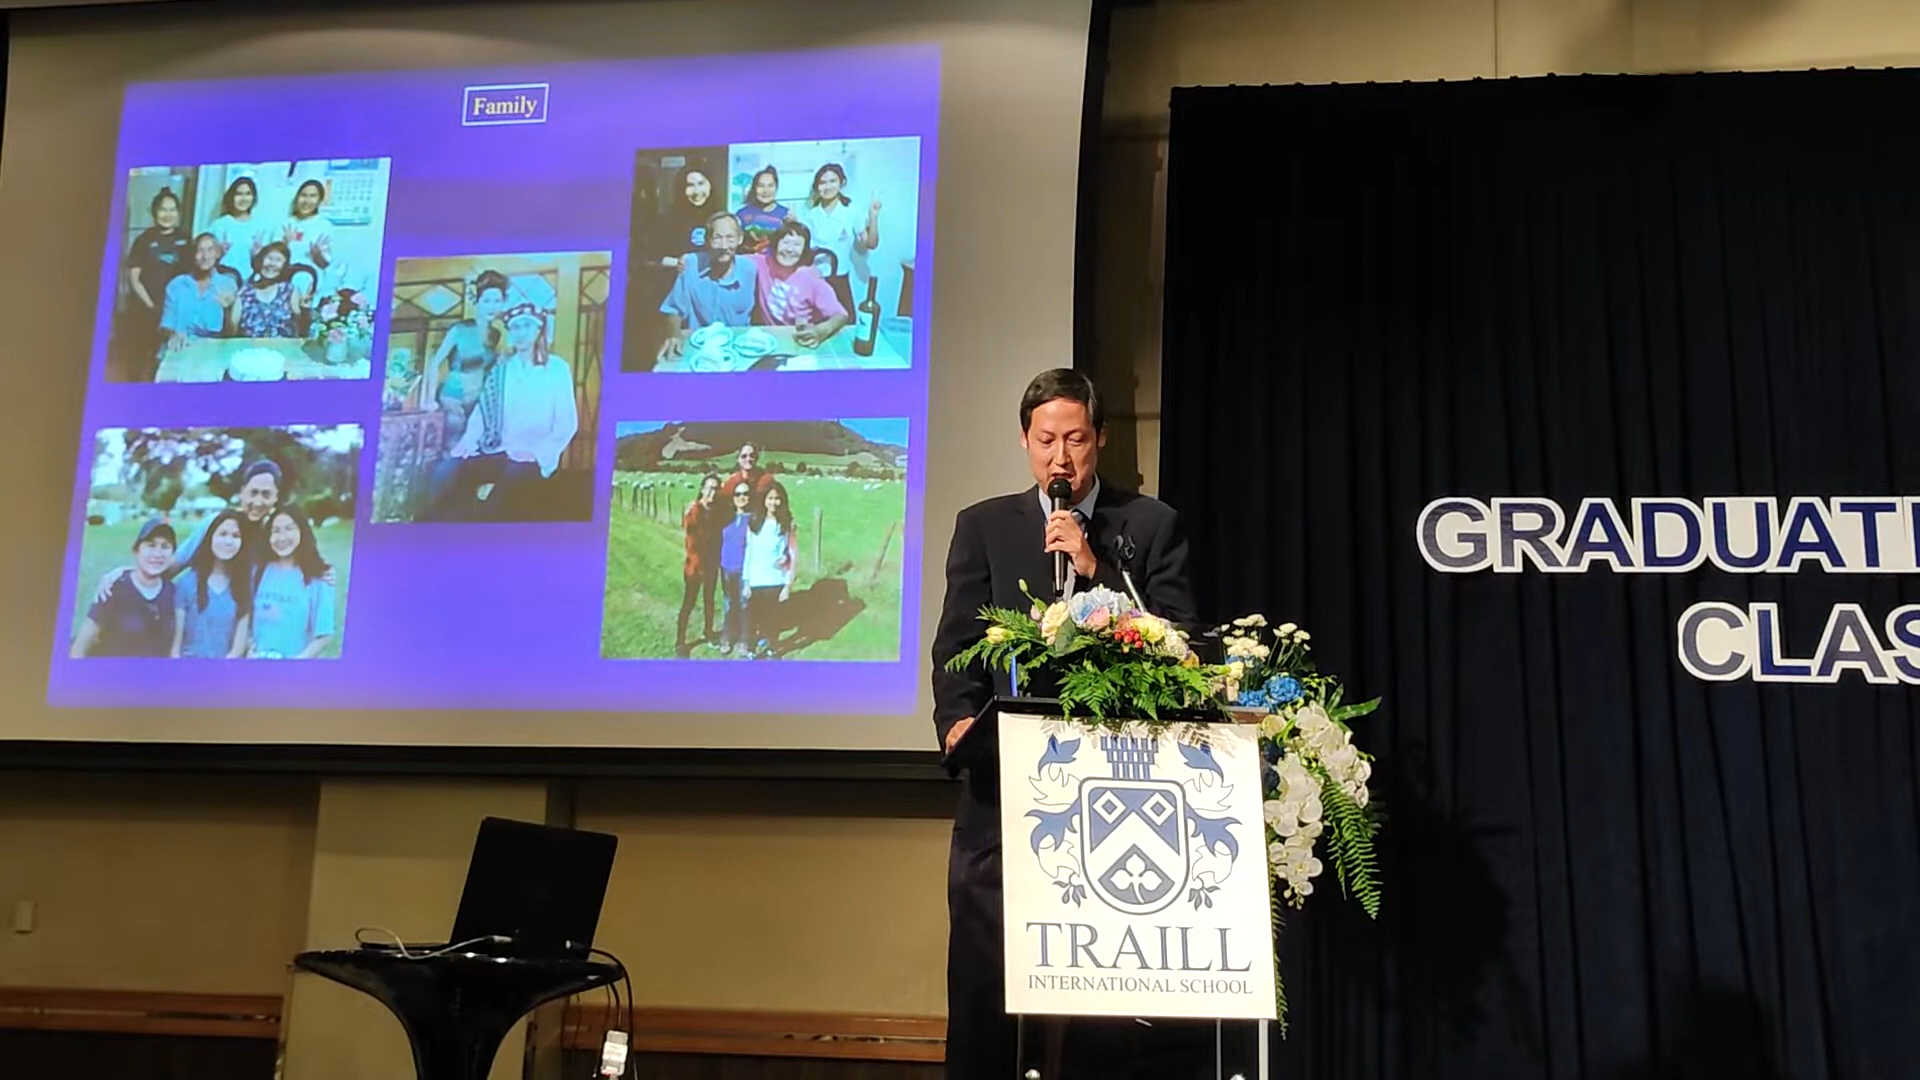 Family
GRADUATI
CLAS
TRAILL
INTERNATIONAL SCHOOL